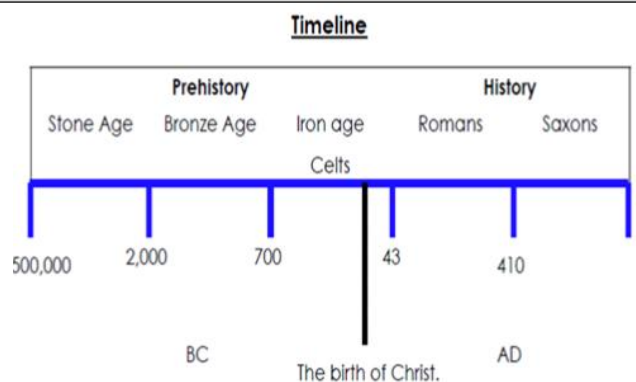 Timeline
Prehistory History
Stone Age Bronze Age Iron age Romans Saxons
Celts
500,000 2,000 700 43 410
BC AD
The birth of Christ.